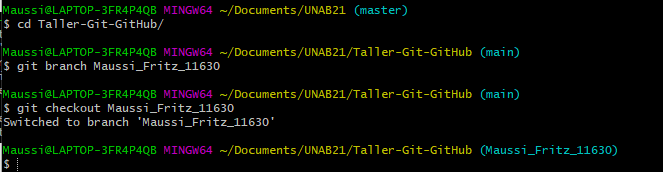 Maussi@LAPTOP-3FR4P4QB MINGW64 ~/Documents/UNAB21 (master)
$ cd Taller-Git-GitHub/
Maussi@LAPTOP-3FR4P4QB MINGW64 ~/Documents/UNAB21/Taller-Git-GitHub (main)
$ git branch Maussi_Fritz_11630
Maussi@LAPTOP-3FR4P4QB MINGW64 ~/Documents/UNAB21/Taller-Git-GitHub (main)
$ git checkout Maussi_Fritz_11630
Switched to branch 'Maussi_Fritz_11630'
Maussi@LAPTOP-3FR4P4QB MINGW64 ~/Documents/UNAB21/Taller-Git-GitHub (Maussi_Fritz_11630)
$